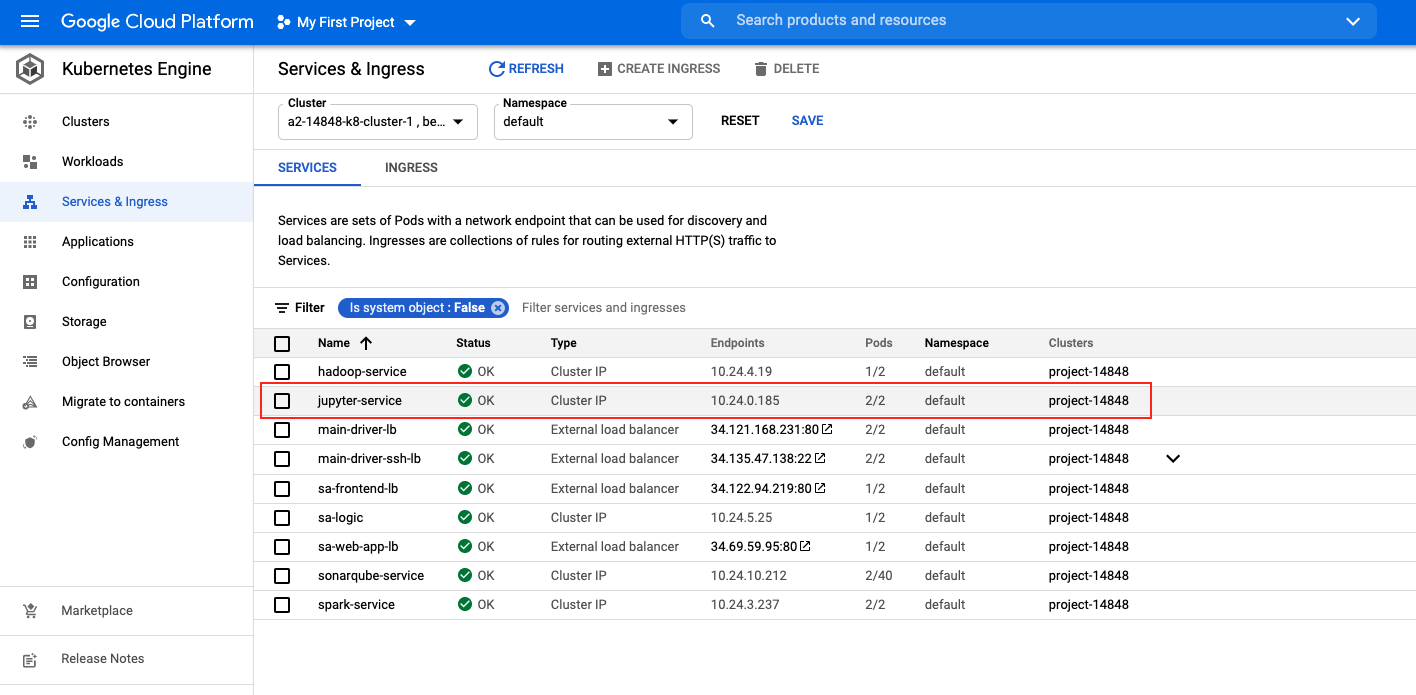 Google Cloud Platform My First Project Search products and resources
Kubernetes Engine Services & Ingress REFRESH CREATE INGRESS DELETE
Clusters
Workloads
Services & Ingress
Applications
Configuration
Storage
Object Browser
Migrate to containers
Config Management
Marketplace
Release Notes
Cluster Namespace
a2-14848-k8-cluster-1 , be... default RESET SAVE
SERVICES INGRESS
Services are sets of Pods with a network endpoint that can be used for discovery and
load balancing. Ingresses are collections of rules for routing external HTTP(S) traffic to
Services.
Filter Is system object : False Filter services and ingresses
Name Status Type Endpoints Pods Namespace Clusters
hadoop-service OK Cluster IP 10.24.4.19 1/2 default project-14848
jupyter-service OK Cluster IP 10.24.0.185 2/2 default project-14848
main-driver-lb OK External load balancer 34.121.168.231:80 2/2 default project-14848
main-driver-ssh-lb OK External load balancer 34.135.47.138:22 2/2 default project-14848
sa-frontend-lb OK External load balancer 34.122.94.219:80 1/2 default project-14848
sa-logic OK Cluster IP 10.24.5.25 1/2 default project-14848
sa-web-app-lb OK External load balancer 34.69.59.95:80 1/2 default project-14848
sonarqube-service OK Cluster IP 10.24.10.212 2/40 default project-14848
spark-service OK Cluster IP 10.24.3.237 2/2 default project-14848